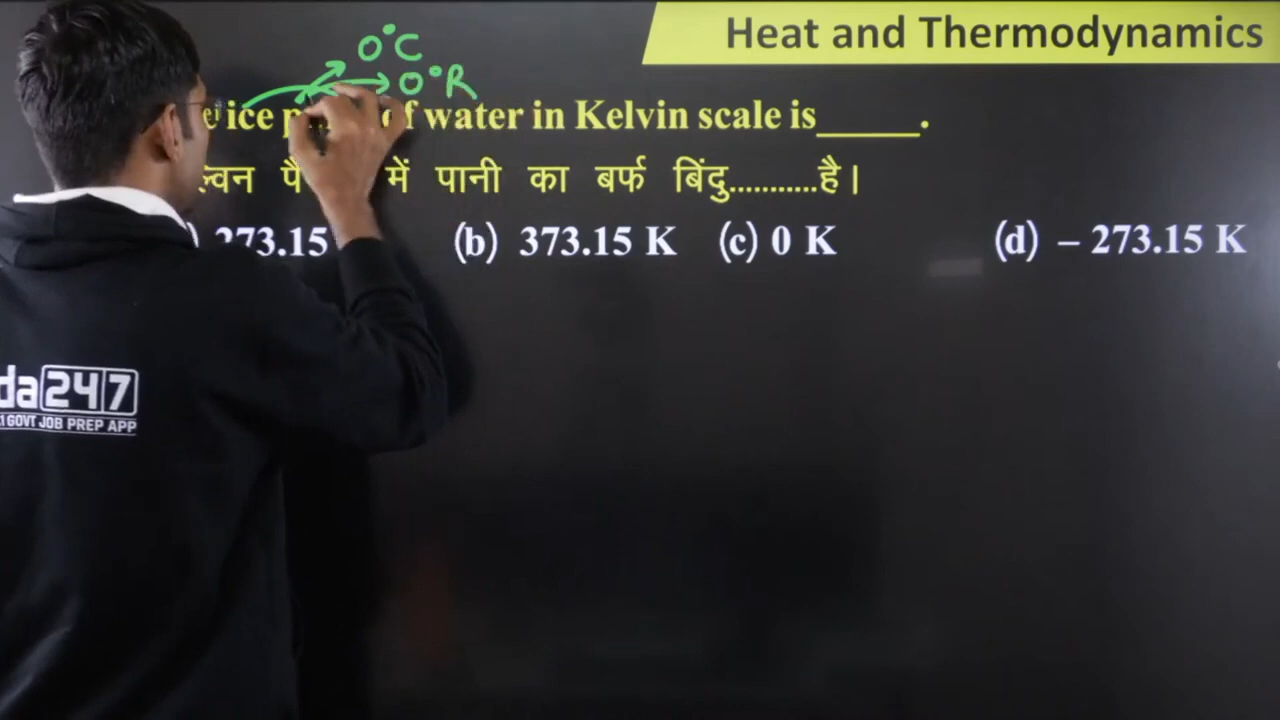 Heat and Thermodynamics
0°C
0°R
ice of water in Kelvin scale is_____.
में पानी का बर्फ बिंदु...........है।
273.15 (b) 373.15 K (c) 0 K (d) – 273.15 K
da247
GOVT JOB PREP APP